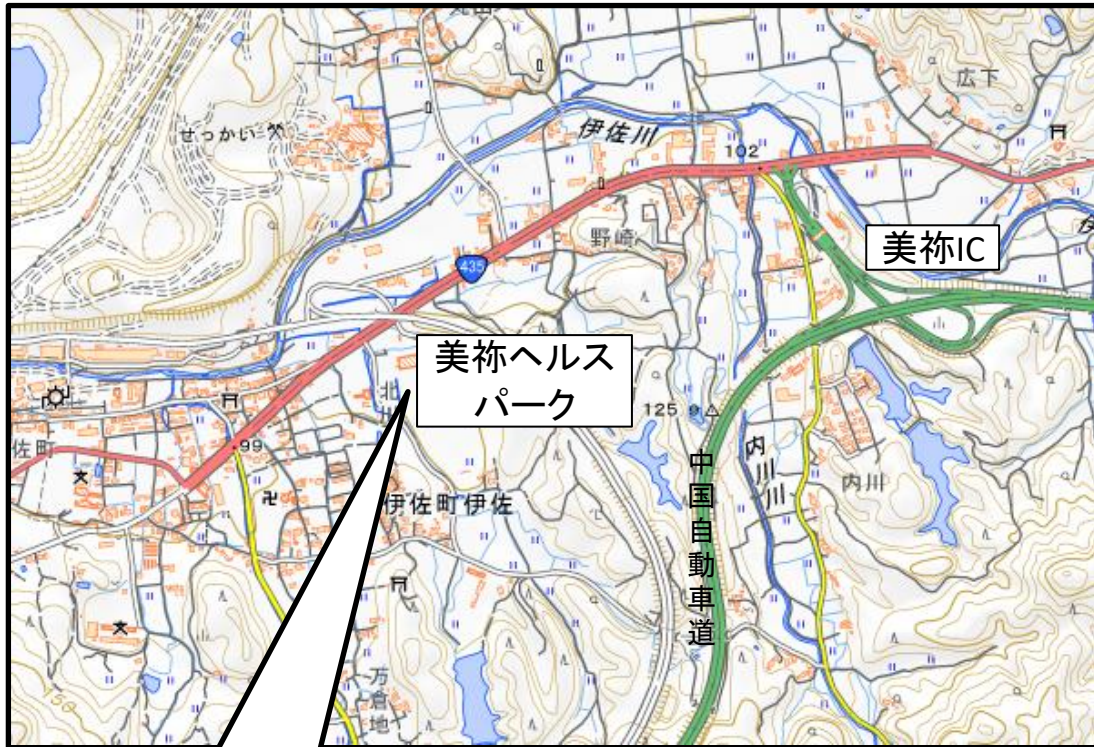 広下
せっかい
伊佐川
102
野崎
435
美祢IC
美祢ヘルス
パーク
125
99
佐町
伊佐町伊佐
中国自動車道
内川川
内川
万倉地
150